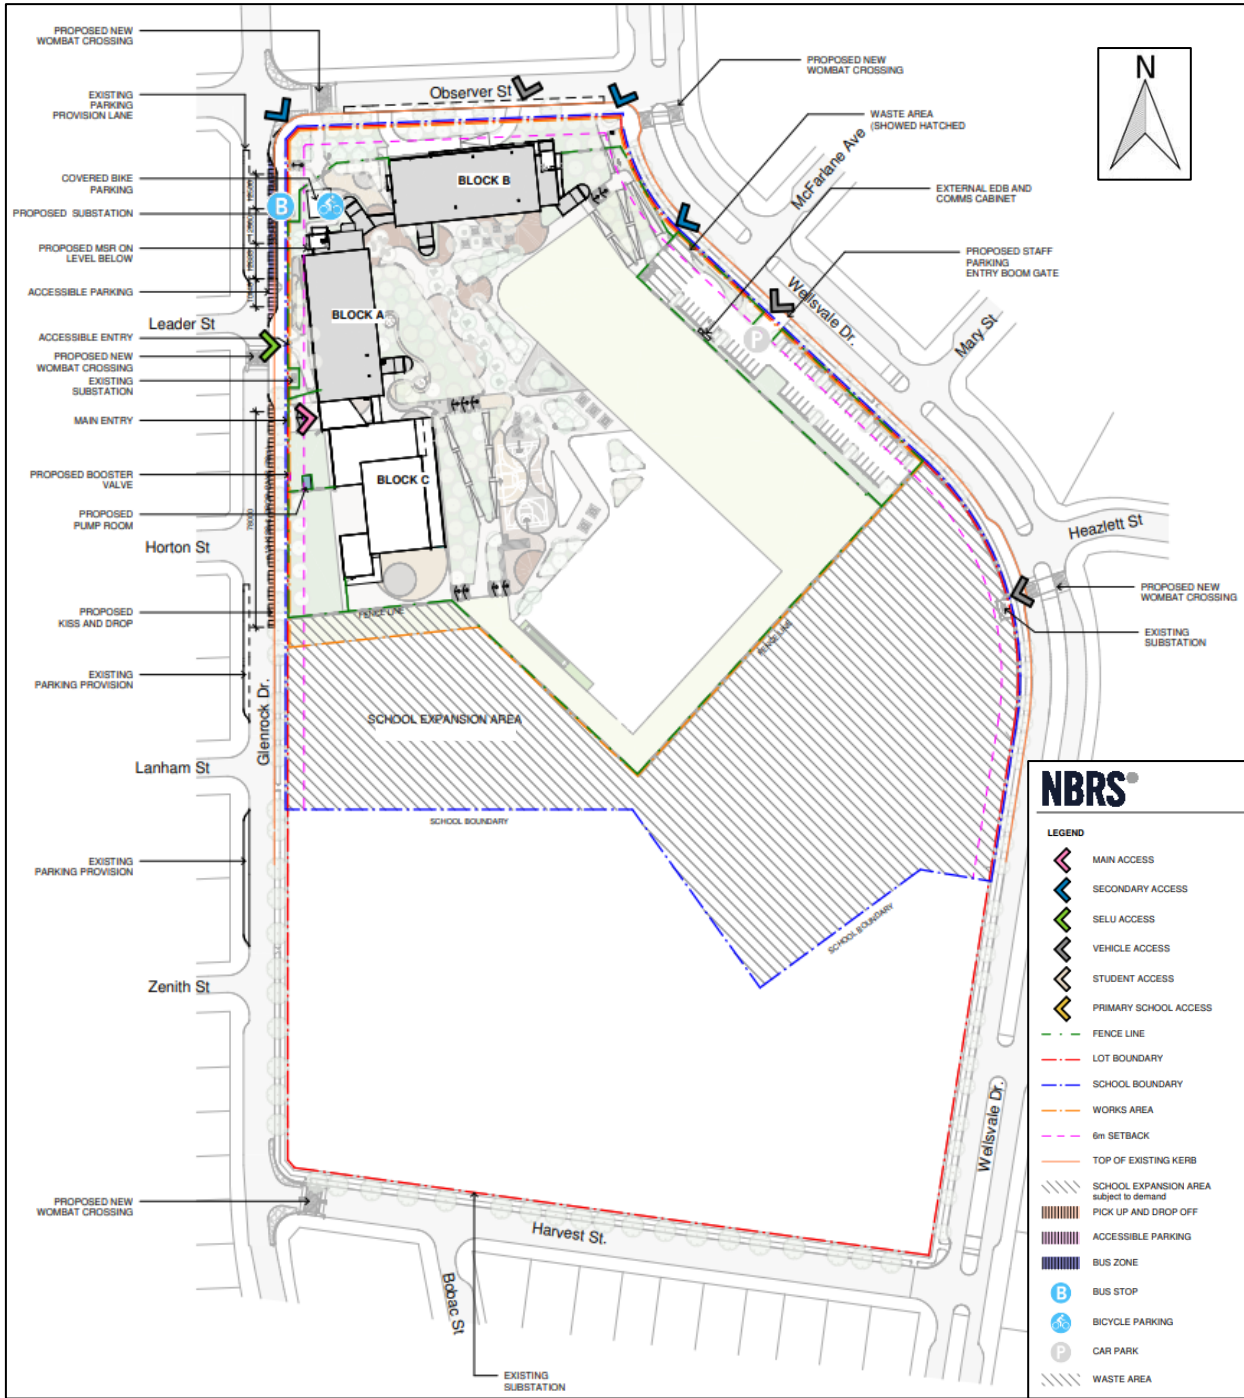 PROPOSED NEW
WOMBAT CROSSING
EXISTING
PARKING
PROVISION LANE
COVERED BIKE
PARKING
PROPOSED SUBSTATION
PROPOSED MSR ON
LEVEL BELOW
ACCESSIBLE PARKING
Leader St
ACCESSIBLE ENTRY
PROPOSED NEW
WOMBAT CROSSING
EXISTING
SUBSTATION
MAIN ENTRY
PROPOSED BOOSTER
VALVE
PROPOSED
PUMP ROOM
Horton St
PROPOSED
KISS AND DROP
EXISTING
PARKING PROVISION
Glenrock Dr.
Lanham St
EXISTING
PARKING PROVISION
Zenith St
PROPOSED NEW
WOMBAT CROSSING
Observer St
B
BLOCK B
BLOCK A
BLOCK C
FENCE LINE
FENCE LINE
SCHOOL EXPANSION AREA
SCHOOL BOUNDARY
SCHOOL BOUNDARY
Harvest St.
Bobac St
EXISTING
SUBSTATION
PROPOSED NEW
WOMBAT CROSSING
WASTE AREA
(SHOWED HATCHED
McFarlane Ave
EXTERNAL EDB AND
COMMS CABINET
PROPOSED STAFF
PARKING
ENTRY BOOM GATE
Wellsvale Dr.
P
Mary St
Heazlett St
PROPOSED NEW
WOMBAT CROSSING
EXISTING
SUBSTATION
Wellsvale Dr.
N
NBRS
LEGEND
MAIN ACCESS
SECONDARY ACCESS
SELU ACCESS
VEHICLE ACCESS
STUDENT ACCESS
PRIMARY SCHOOL ACCESS
FENCE LINE
LOT BOUNDARY
SCHOOL BOUNDARY
WORKS AREA
6m SETBACK
TOP OF EXISTING KERB
SCHOOL EXPANSION AREA
subject to demand
PICK UP AND DROP OFF
ACCESSIBLE PARKING
BUS ZONE
B
BUS STOP
BICYCLE PARKING
P
CAR PARK
WASTE AREA